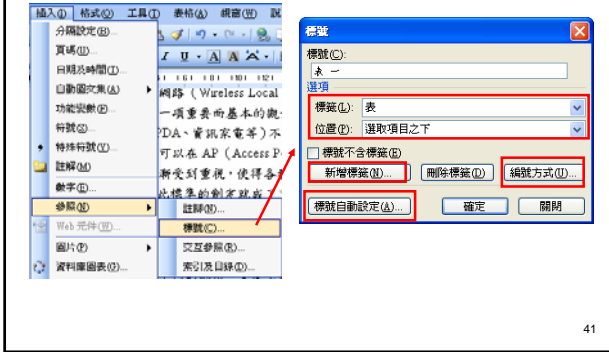 插入(I) 格式(O) 工具(T) 表格(A) 視窗(W) 說
分隔設定(B)...
頁碼(U)...
日期及時間(T)...
自動圖文集(A)
功能變數(F)...
符號(S)...
特殊符號(Y)...
註解(M)
數字(E)...
參照(N)
Web 元件(W)...
圖片(P)
資料庫圖表(G)...
註腳(N)...
標號(C)...
交互參照(R)...
索引及目錄(D)...
網路 (Wireless Local
一項重要而基本的觀
PDA、資訊家電等)不
可以在 AP (Access P
漸受到重視,使得各
標號
標號(C):
表 一
選項
標籤(L): 表
位置(P): 選取項目之下
標號不含標籤(E)
新增標籤(N)... 刪除標籤(D) 編號方式(U)...
標號自動設定(A)... 確定 關閉
41